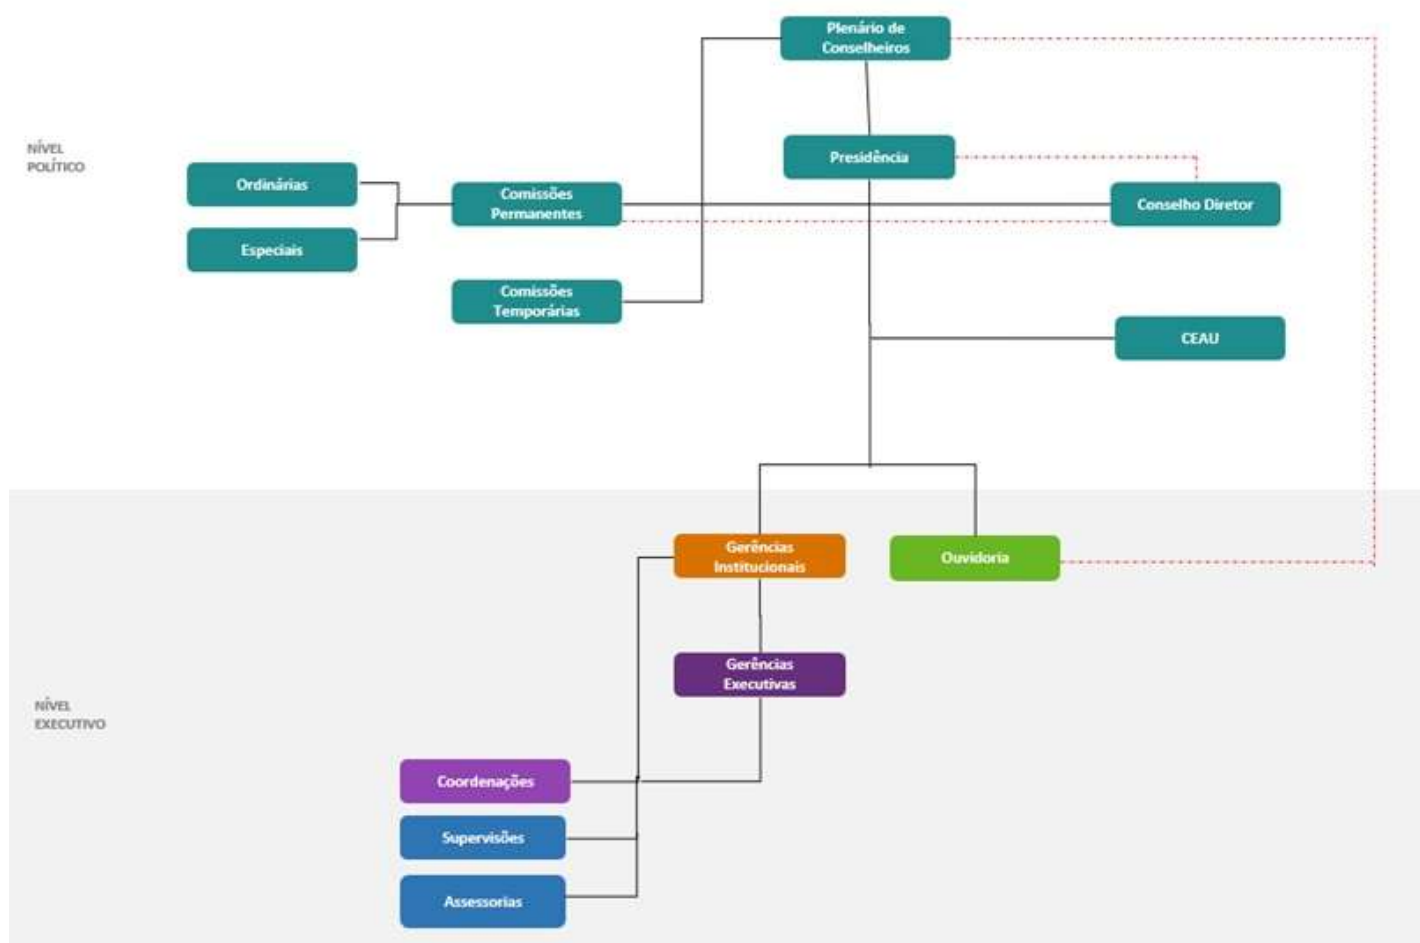 Plenário de
Conselheiros
NÍVEL
POLÍTICO
Presidência
Ordinárias
Comissões
Permanentes
Conselho Diretor
Especiais
Comissões
Temporárias
CEAU
Gerências
Institucionais
Ouvidoria
Gerências
Executivas
NÍVEL
EXECUTIVO
Coordenações
Supervisões
Assessorias